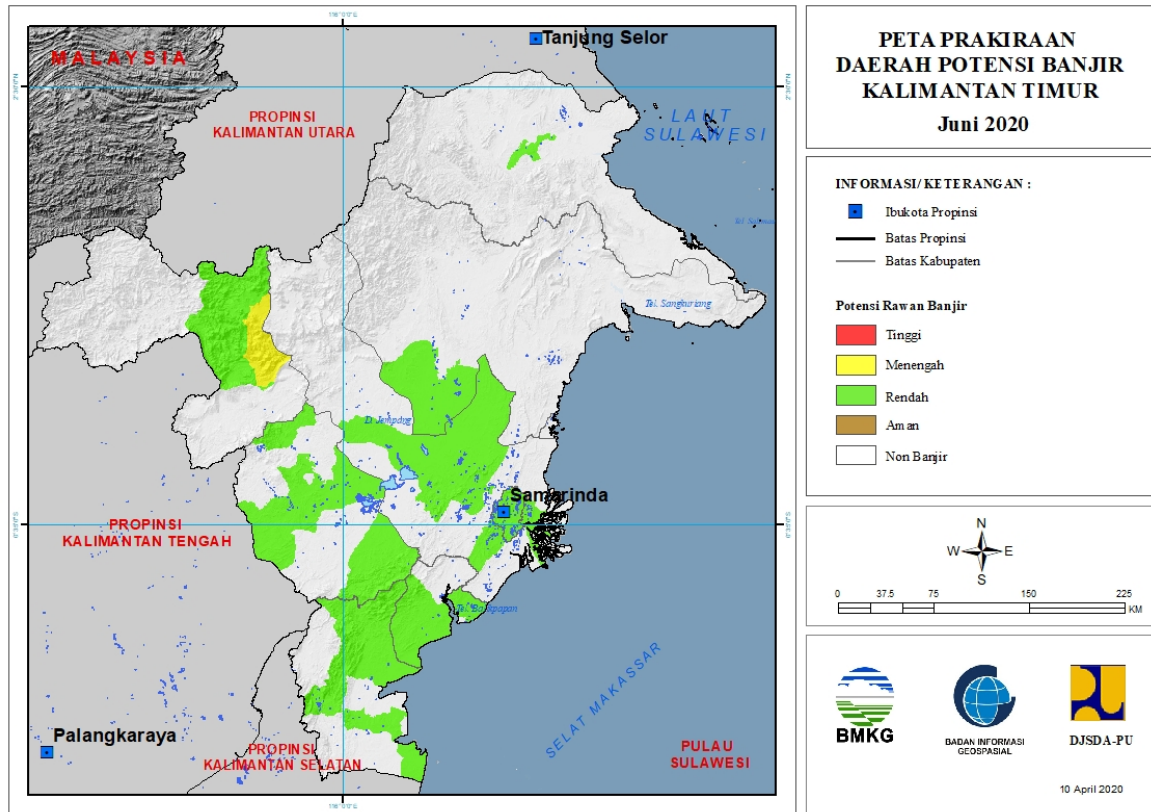 PETA PRAKIRAAN
DAERAH POTENSI BANJIR
KALIMANTAN TIMUR
Juni 2020
INFORMASI/ KETERANGAN :
Ibukota Propinsi
Batas Propinsi
Batas Kabupaten
Potensi Rawan Banjir
Tinggi
Menengah
Rendah
Aman
Non Banjir
N
W E
S
0 37.5 75 150 225
KM
BMKG
BADAN INFORMASI
GEOSPASIAL
DJSDA-PU
10 April 2020
Tanjung Selor
MALAYSIA
PROPINSI
KALIMANTAN UTARA
LAUT
SULAWESI
Tel. Sangkuriang
D. Jempang
Samarinda
PROPINSI
KALIMANTAN TENGAH
Tel. Balikpapan
SELAT MAKASSAR
Palangkaraya
PROPINSI
KALIMANTAN SELATAN
PULAU
SULAWESI